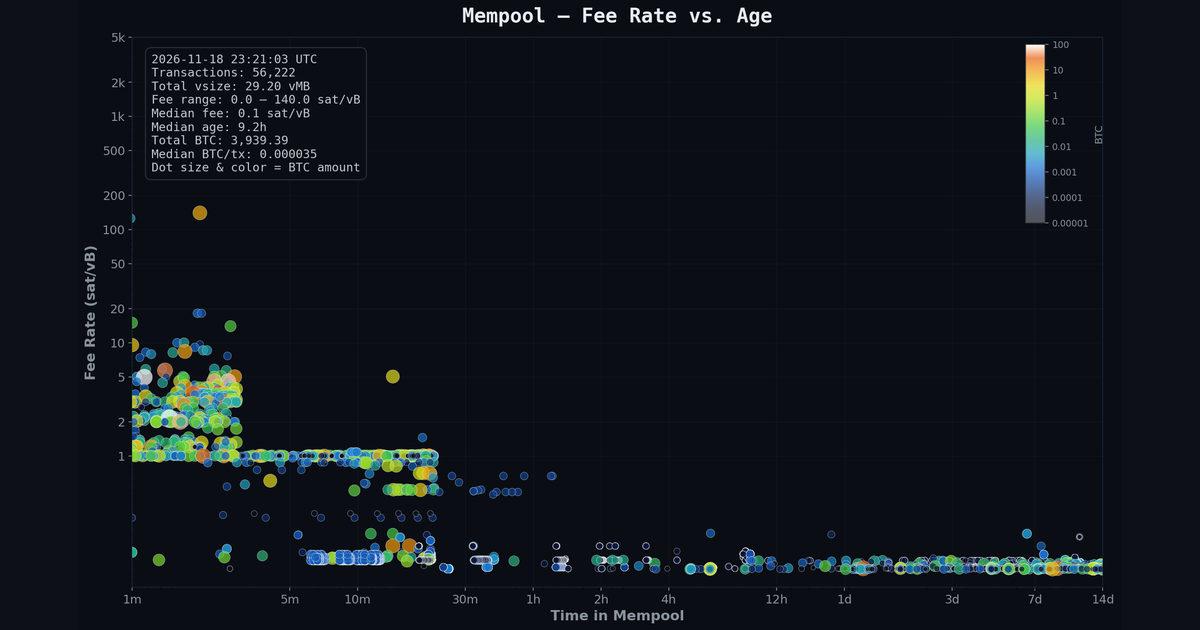 Mempool — Fee Rate vs. Age
2026-11-18 23:21:03 UTC
Transactions: 56,222
Total vsize: 29.20 vMB
Fee range: 0.0 – 140.0 sat/vB
Median fee: 0.1 sat/vB
Median age: 9.2h
Total BTC: 3,939.39
Median BTC/tx: 0.000035
Dot size & color = BTC amount
5k
2k
1k
500
200
100
50
20
10
5
2
1
Fee Rate (sat/vB)
100
10
1
0.1
0.01
0.001
0.0001
0.00001
BTC
1m
5m
10m
30m
1h
2h
4h
12h
1d
3d
7d
14d
Time in Mempool